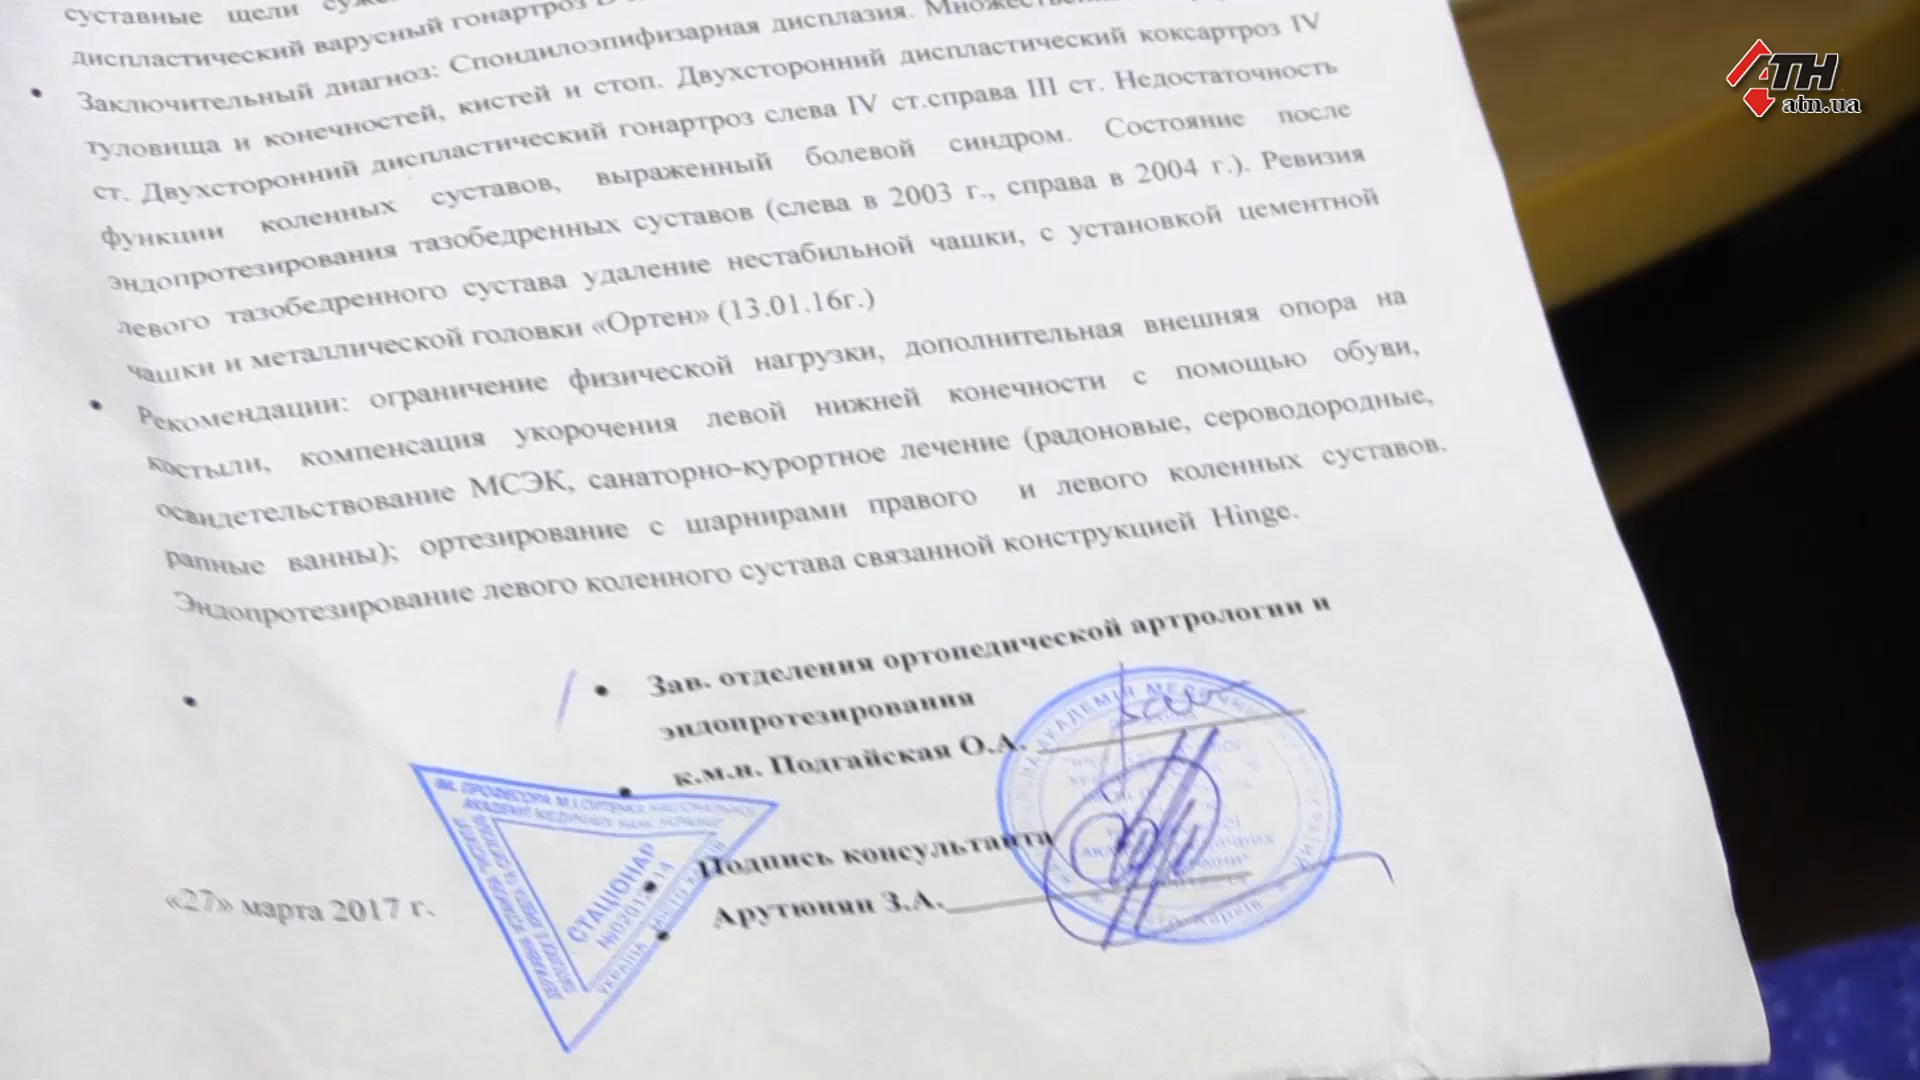 суставные щели
диспластический варусный гонартроз
• Заключительный диагноз: Спондилоэпифизарная дисплазия.
туловища и конечностей, кистей и стоп. Двухсторонний диспластический коксартроз IV
ст. Двухсторонний диспластический гонартроз слева IV ст.справа III ст. Недостаточность
функции коленных суставов, выраженный болевой синдром. Состояние после
эндопротезирования тазобедренных суставов (слева в 2003 г., справа в 2004 г.). Ревизия
левого тазобедренного сустава удаление нестабильной чашки, с установкой цементной
чашки и металлической головки «Ортен» (13.01.16г.)
• Рекомендации: ограничение физической нагрузки, дополнительная внешняя опора на
костыли, компенсация укорочения левой нижней конечности с помощью обуви,
освидетельствование МСЭК, санаторно-курортное лечение (радоновые, сероводородные,
рапные ванны); ортезирование с шарнирами правого и левого коленных суставов.
Эндопротезирование левого коленного сустава связанной конструкцией Hinge.
• Зав. отделения ортопедической артрологии и
эндопротезирования
к.м.н. Подгайская О.А.
Подпись консультанта
Арутюнян З.А.
«27» марта 2017 г.
СТАЦІОНАР
АТН
atn.ua